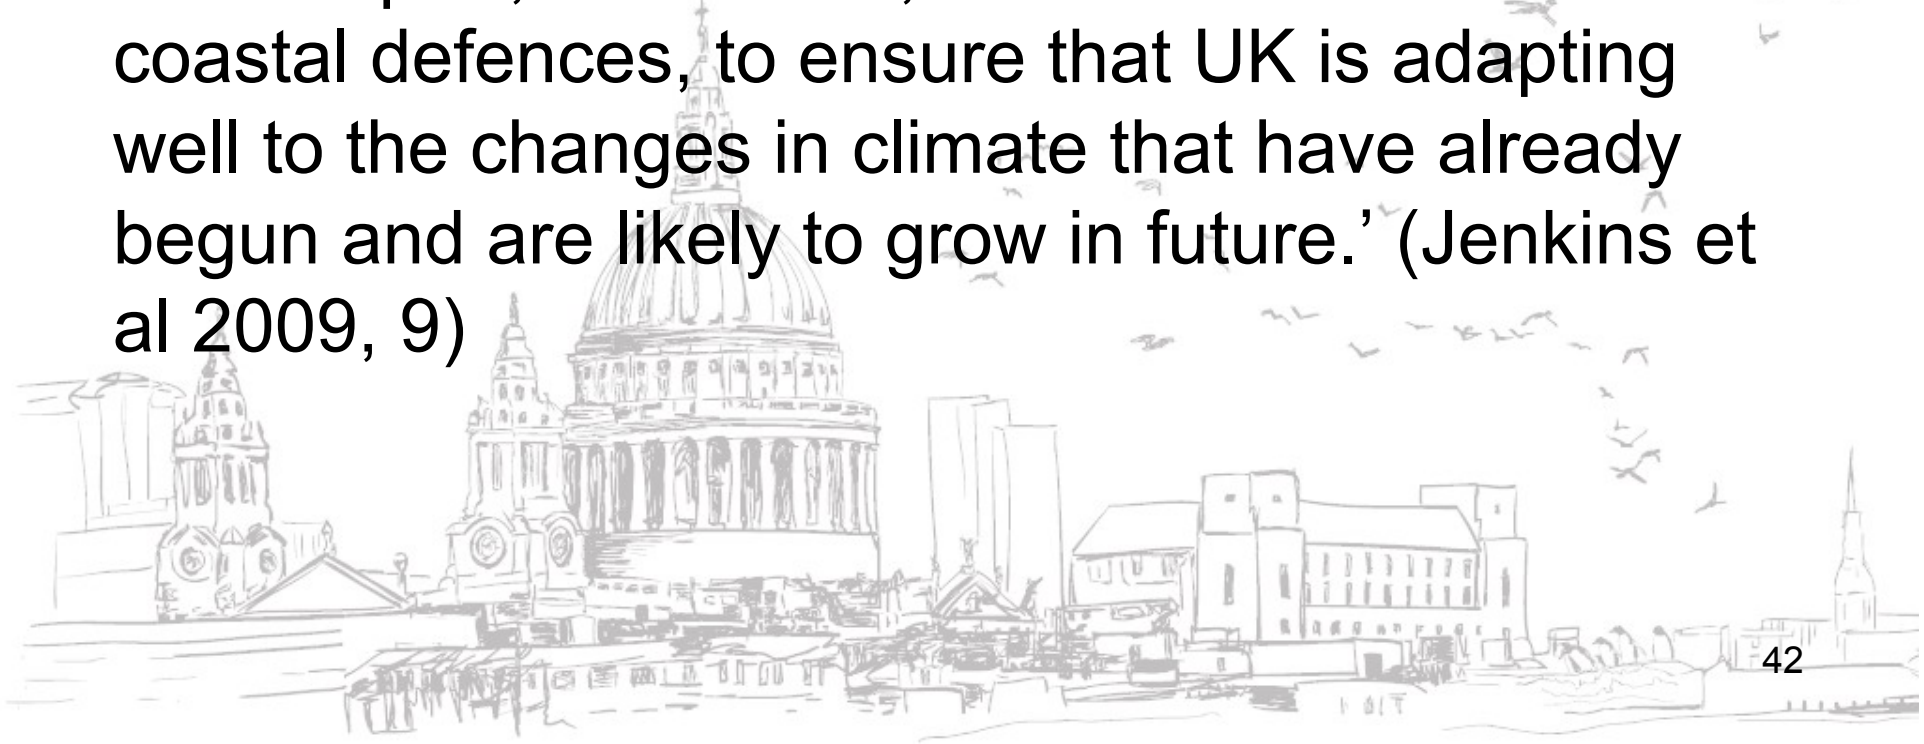 coastal defences, to ensure that UK is adapting
well to the changes in climate that have already
begun and are likely to grow in future.’ (Jenkins et
al 2009, 9)
42